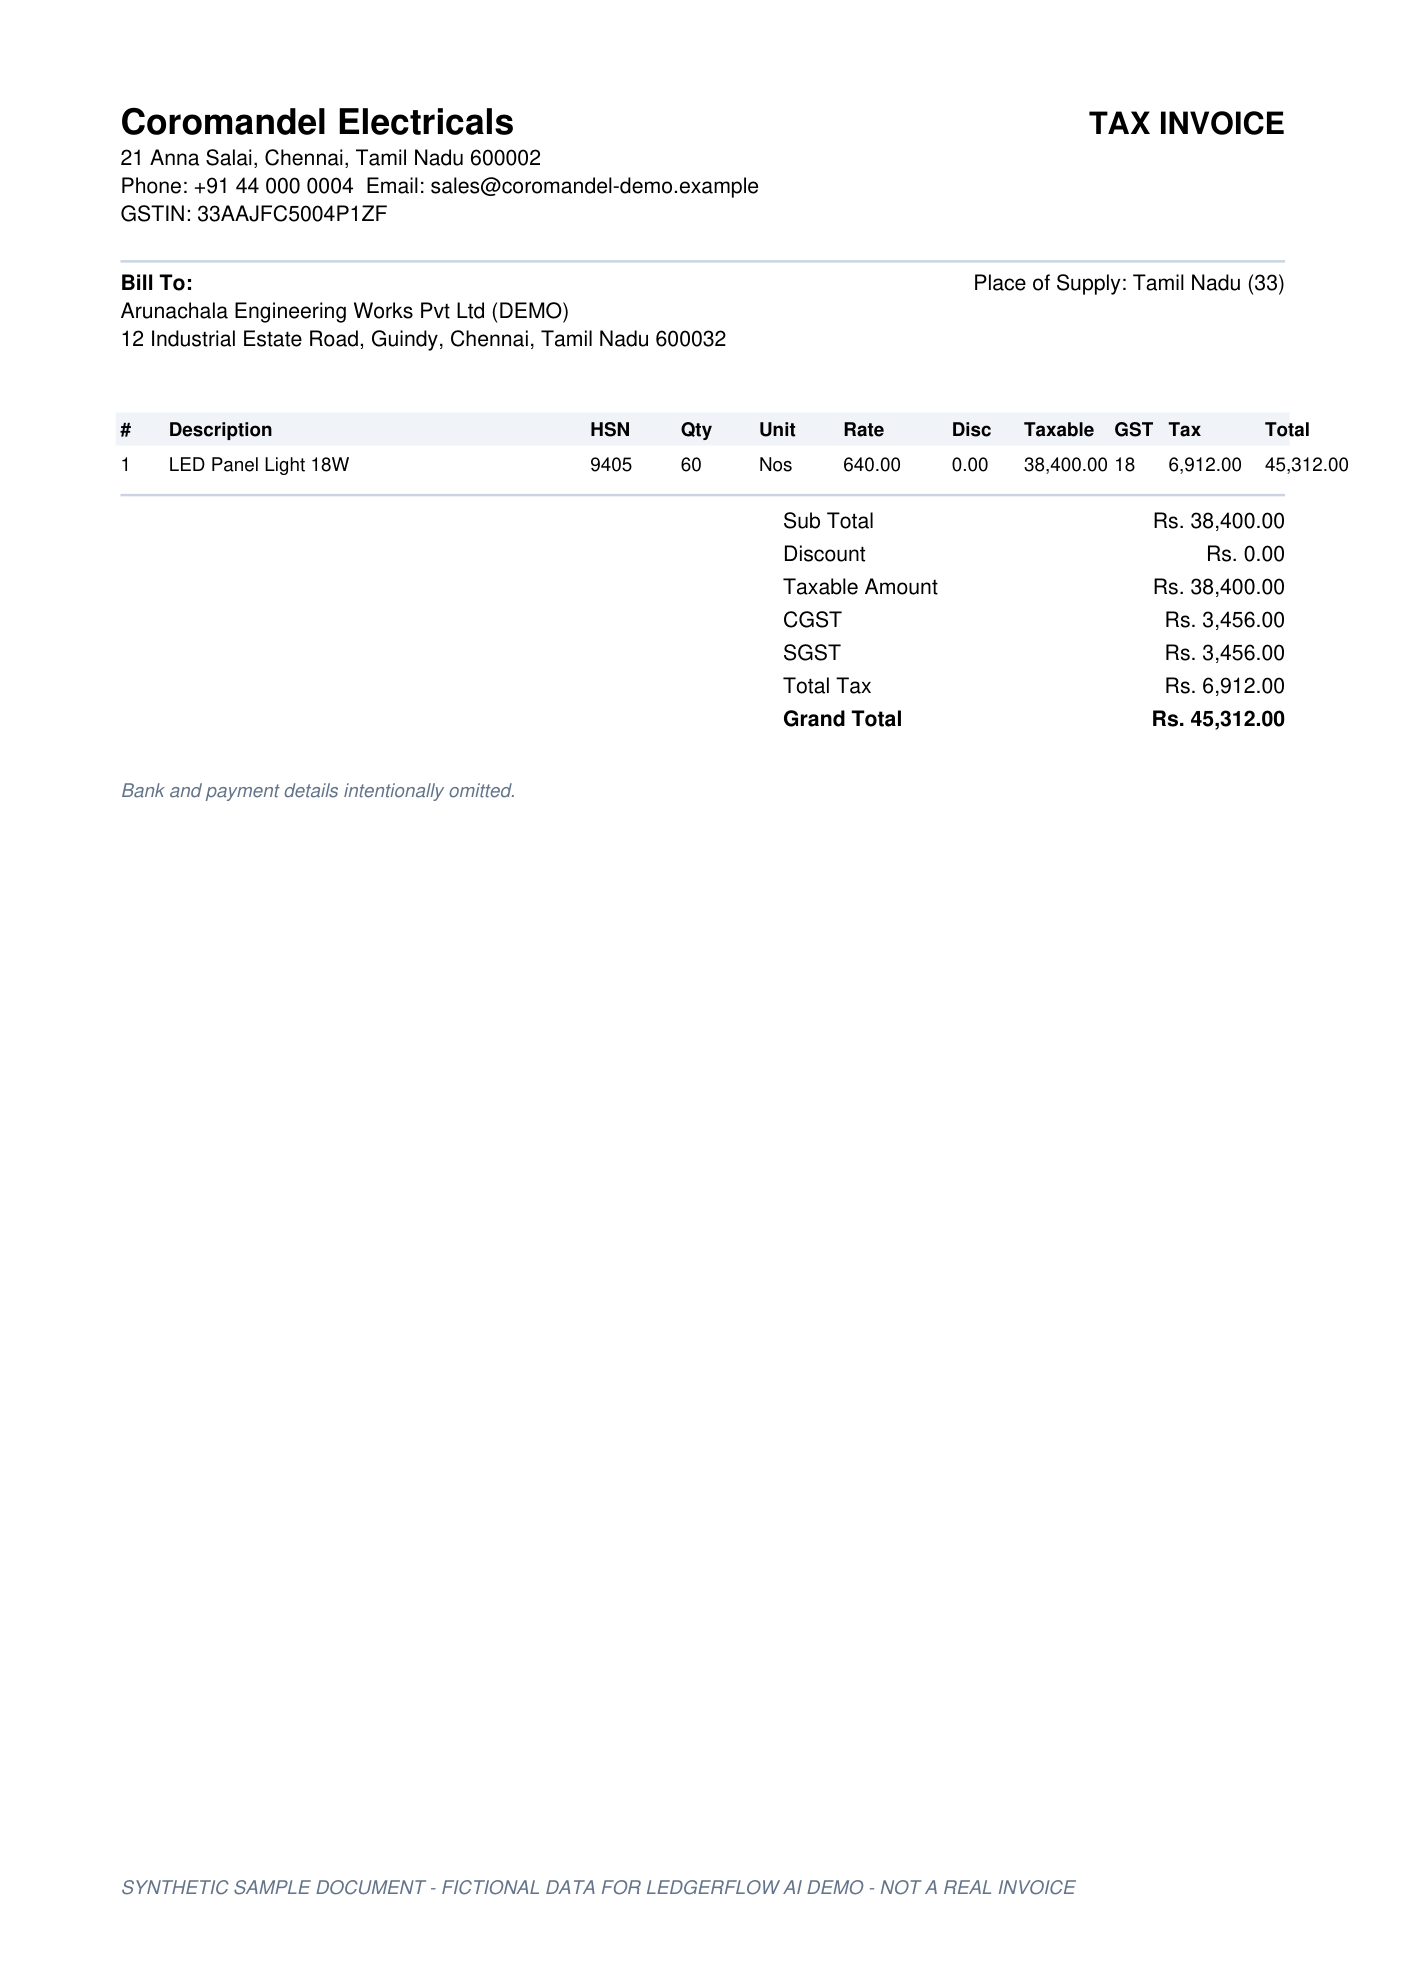 Coromandel Electricals TAX INVOICE
21 Anna Salai, Chennai, Tamil Nadu 600002
Phone: +91 44 000 0004 Email: sales@coromandel-demo.example
GSTIN: 33AAJFC5004P1ZF
Bill To: Place of Supply: Tamil Nadu (33)
Arunachala Engineering Works Pvt Ltd (DEMO)
12 Industrial Estate Road, Guindy, Chennai, Tamil Nadu 600032
# Description HSN Qty Unit Rate Disc Taxable GST Tax Total
1 LED Panel Light 18W 9405 60 Nos 640.00 0.00 38,400.00 18 6,912.00 45,312.00
Sub Total Rs. 38,400.00
Discount Rs. 0.00
Taxable Amount Rs. 38,400.00
CGST Rs. 3,456.00
SGST Rs. 3,456.00
Total Tax Rs. 6,912.00
Grand Total Rs. 45,312.00
Bank and payment details intentionally omitted.
SYNTHETIC SAMPLE DOCUMENT - FICTIONAL DATA FOR LEDGERFLOW AI DEMO - NOT A REAL INVOICE